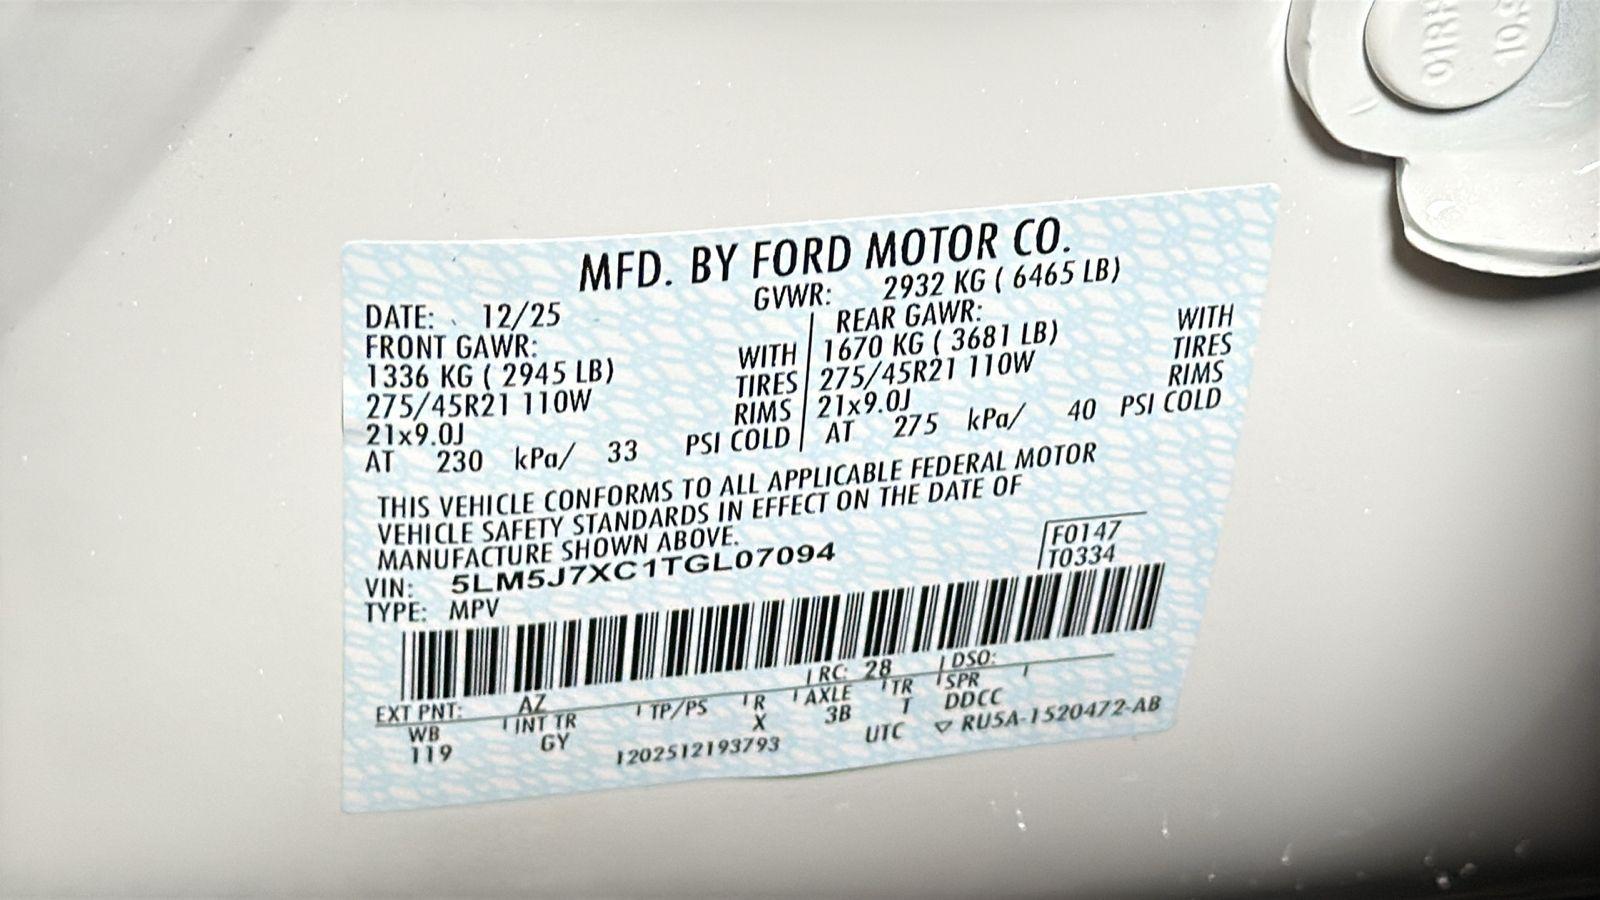 MFD. BY FORD MOTOR CO.
DATE: 12/25
GVWR: 2932 KG ( 6465 LB)
FRONT GAWR:
1336 KG ( 2945 LB) WITH
275/45R21 110W TIRES
21x9.0J RIMS
AT 230 kPa/ 33 PSI COLD
REAR GAWR:
1670 KG ( 3681 LB) WITH
275/45R21 110W TIRES
21x9.0J RIMS
AT 275 kPa/ 40 PSI COLD
THIS VEHICLE CONFORMS TO ALL APPLICABLE FEDERAL MOTOR
VEHICLE SAFETY STANDARDS IN EFFECT ON THE DATE OF
MANUFACTURE SHOWN ABOVE.
F0147
T0334
VIN: 5LM5J7XC1TGL07094
TYPE: MPV
EXT PNT: AZ RC: 28 DSO:
WB INT TR TP/PS R AXLE TR SPR
119 GY X 3B T DDCC
1202512193793 UTC ▽ RU5A-1520472-AB
10.9